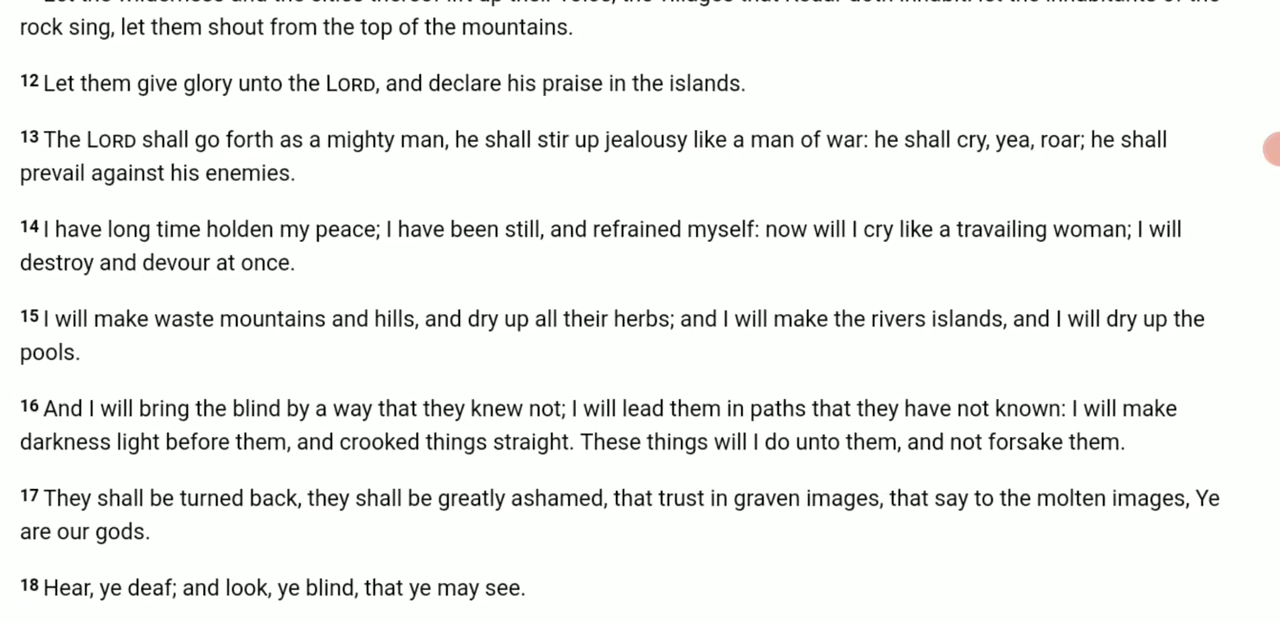 rock sing, let them shout from the top of the mountains.
12 Let them give glory unto the LORD, and declare his praise in the islands.
13 The LORD shall go forth as a mighty man, he shall stir up jealousy like a man of war: he shall cry, yea, roar; he shall
prevail against his enemies.
14 I have long time holden my peace; I have been still, and refrained myself: now will I cry like a travailing woman; I will
destroy and devour at once.
15 I will make waste mountains and hills, and dry up all their herbs; and I will make the rivers islands, and I will dry up the
pools.
16 And I will bring the blind by a way that they knew not; I will lead them in paths that they have not known: I will make
darkness light before them, and crooked things straight. These things will I do unto them, and not forsake them.
17 They shall be turned back, they shall be greatly ashamed, that trust in graven images, that say to the molten images, Ye
are our gods.
18 Hear, ye deaf; and look, ye blind, that ye may see.